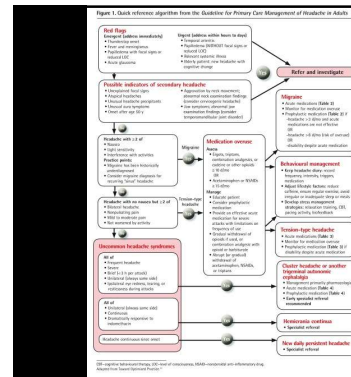 Figure 1. Quick reference algorithm from the Guideline for Primary Care Management of Headache in Adults
Red flags
Emergent (address immediately)
• Thunderclap onset
• Fever and meningismus
• Papilledema with focal signs or
reduced LOC
• Acute glaucoma
Urgent (address within hours to days)
• Temporal arteritis
• Papilledema (WITHOUT focal signs or
reduced LOC)
• Relevant systemic illness
• Elderly patient: new headache with
cognitive change
Yes
Refer and investigate
Possible indicators of secondary headache
• Unexplained focal signs
• Atypical headaches
• Unusual headache precipitants
• Unusual aura symptoms
• Onset after age 50 y
• Aggravation by neck movement;
abnormal neck examination findings
(consider cervicogenic headache)
• Jaw symptoms; abnormal jaw
examination findings (consider
temporomandibular joint disorder)
Headache with ≥2 of
• Nausea
• Light sensitivity
• Interference with activities
Practice points:
• Migraine has been historically
underdiagnosed
• Consider migraine diagnosis for
recurring "sinus" headache
Migraine
Medication overuse
Assess
• Ergots, triptans,
combination analgesics, or
codeine or other opioids
≥ 10 d/mo
OR
• Acetaminophen or NSAIDs
≥ 15 d/mo
Manage
• Educate patient
• Consider prophylactic
medication
• Provide an effective acute
medication for severe
attacks with limitations on
frequency of use
• Gradual withdrawal of
opioids if used, or
combination analgesic with
opioid or barbiturate
• Abrupt (or gradual)
withdrawal of
acetaminophen, NSAIDs,
or triptans
Migraine
• Acute medications (Table 2)
• Monitor for medication overuse
• Prophylactic medication (Table 3) if
-headache >3 d/mo and acute
medications are not effective
OR
-headache >8 d/mo (risk of overuse)
OR
-disability despite acute medication
Behavioural management
• Keep headache diary: record
frequency, intensity, triggers
medication
• Adjust lifestyle factors: reduce
caffeine, ensure regular exercise, avoid
irregular or inadequate sleep or meals
• Develop stress management
strategies: relaxation training, CBT,
pacing activity, biofeedback
Headache with no nausea but ≥2 of
• Bilateral headache
• Nonpulsating pain
• Mild to moderate pain
• Not worsened by activity
Tension-type
headache
Tension-type headache
• Acute medications (Table 2)
• Monitor for medication overuse
• Prophylactic medication (Table 3) if
disability despite acute medication
Uncommon headache syndromes
All of
• Frequent headache
• Severe
• Brief (<3 h per attack)
• Unilateral (always same side)
• Ipsilateral eye redness, tearing, or
restlessness during attacks
Yes
Cluster headache or another
trigeminal autonomic
cephalalgia
• Management primarily pharmacologic
• Acute medication (Table 4)
• Prophylactic medication (Table 4)
• Early specialist referral
recommended
All of
• Unilateral (always same side)
• Continuous
• Dramatically responsive to
indomethacin
Yes
Hemicrania continua
• Specialist referral
Headache continuous since onset
Yes
New daily persistent headache
• Specialist referral
CBT—cognitive behavioural therapy, LOC—level of consciousness, NSAID—nonsteroidal anti-inflammatory drug.
Adapted from Toward Optimized Practice.